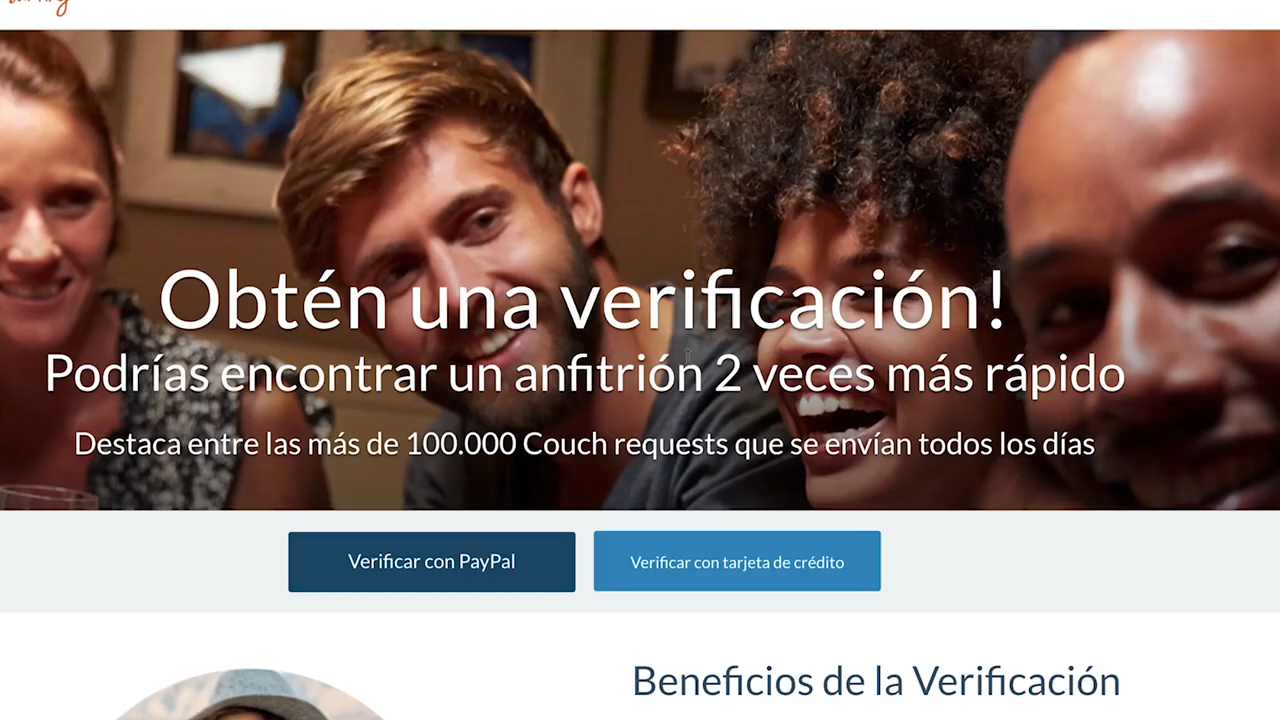 Obtén una verificación!
Podrías encontrar un anfitrión 2 veces más rápido
Destaca entre las más de 100.000 Couch requests que se envían todos los días
Verificar con PayPal
Verificar con tarjeta de crédito
Beneficios de la Verificación